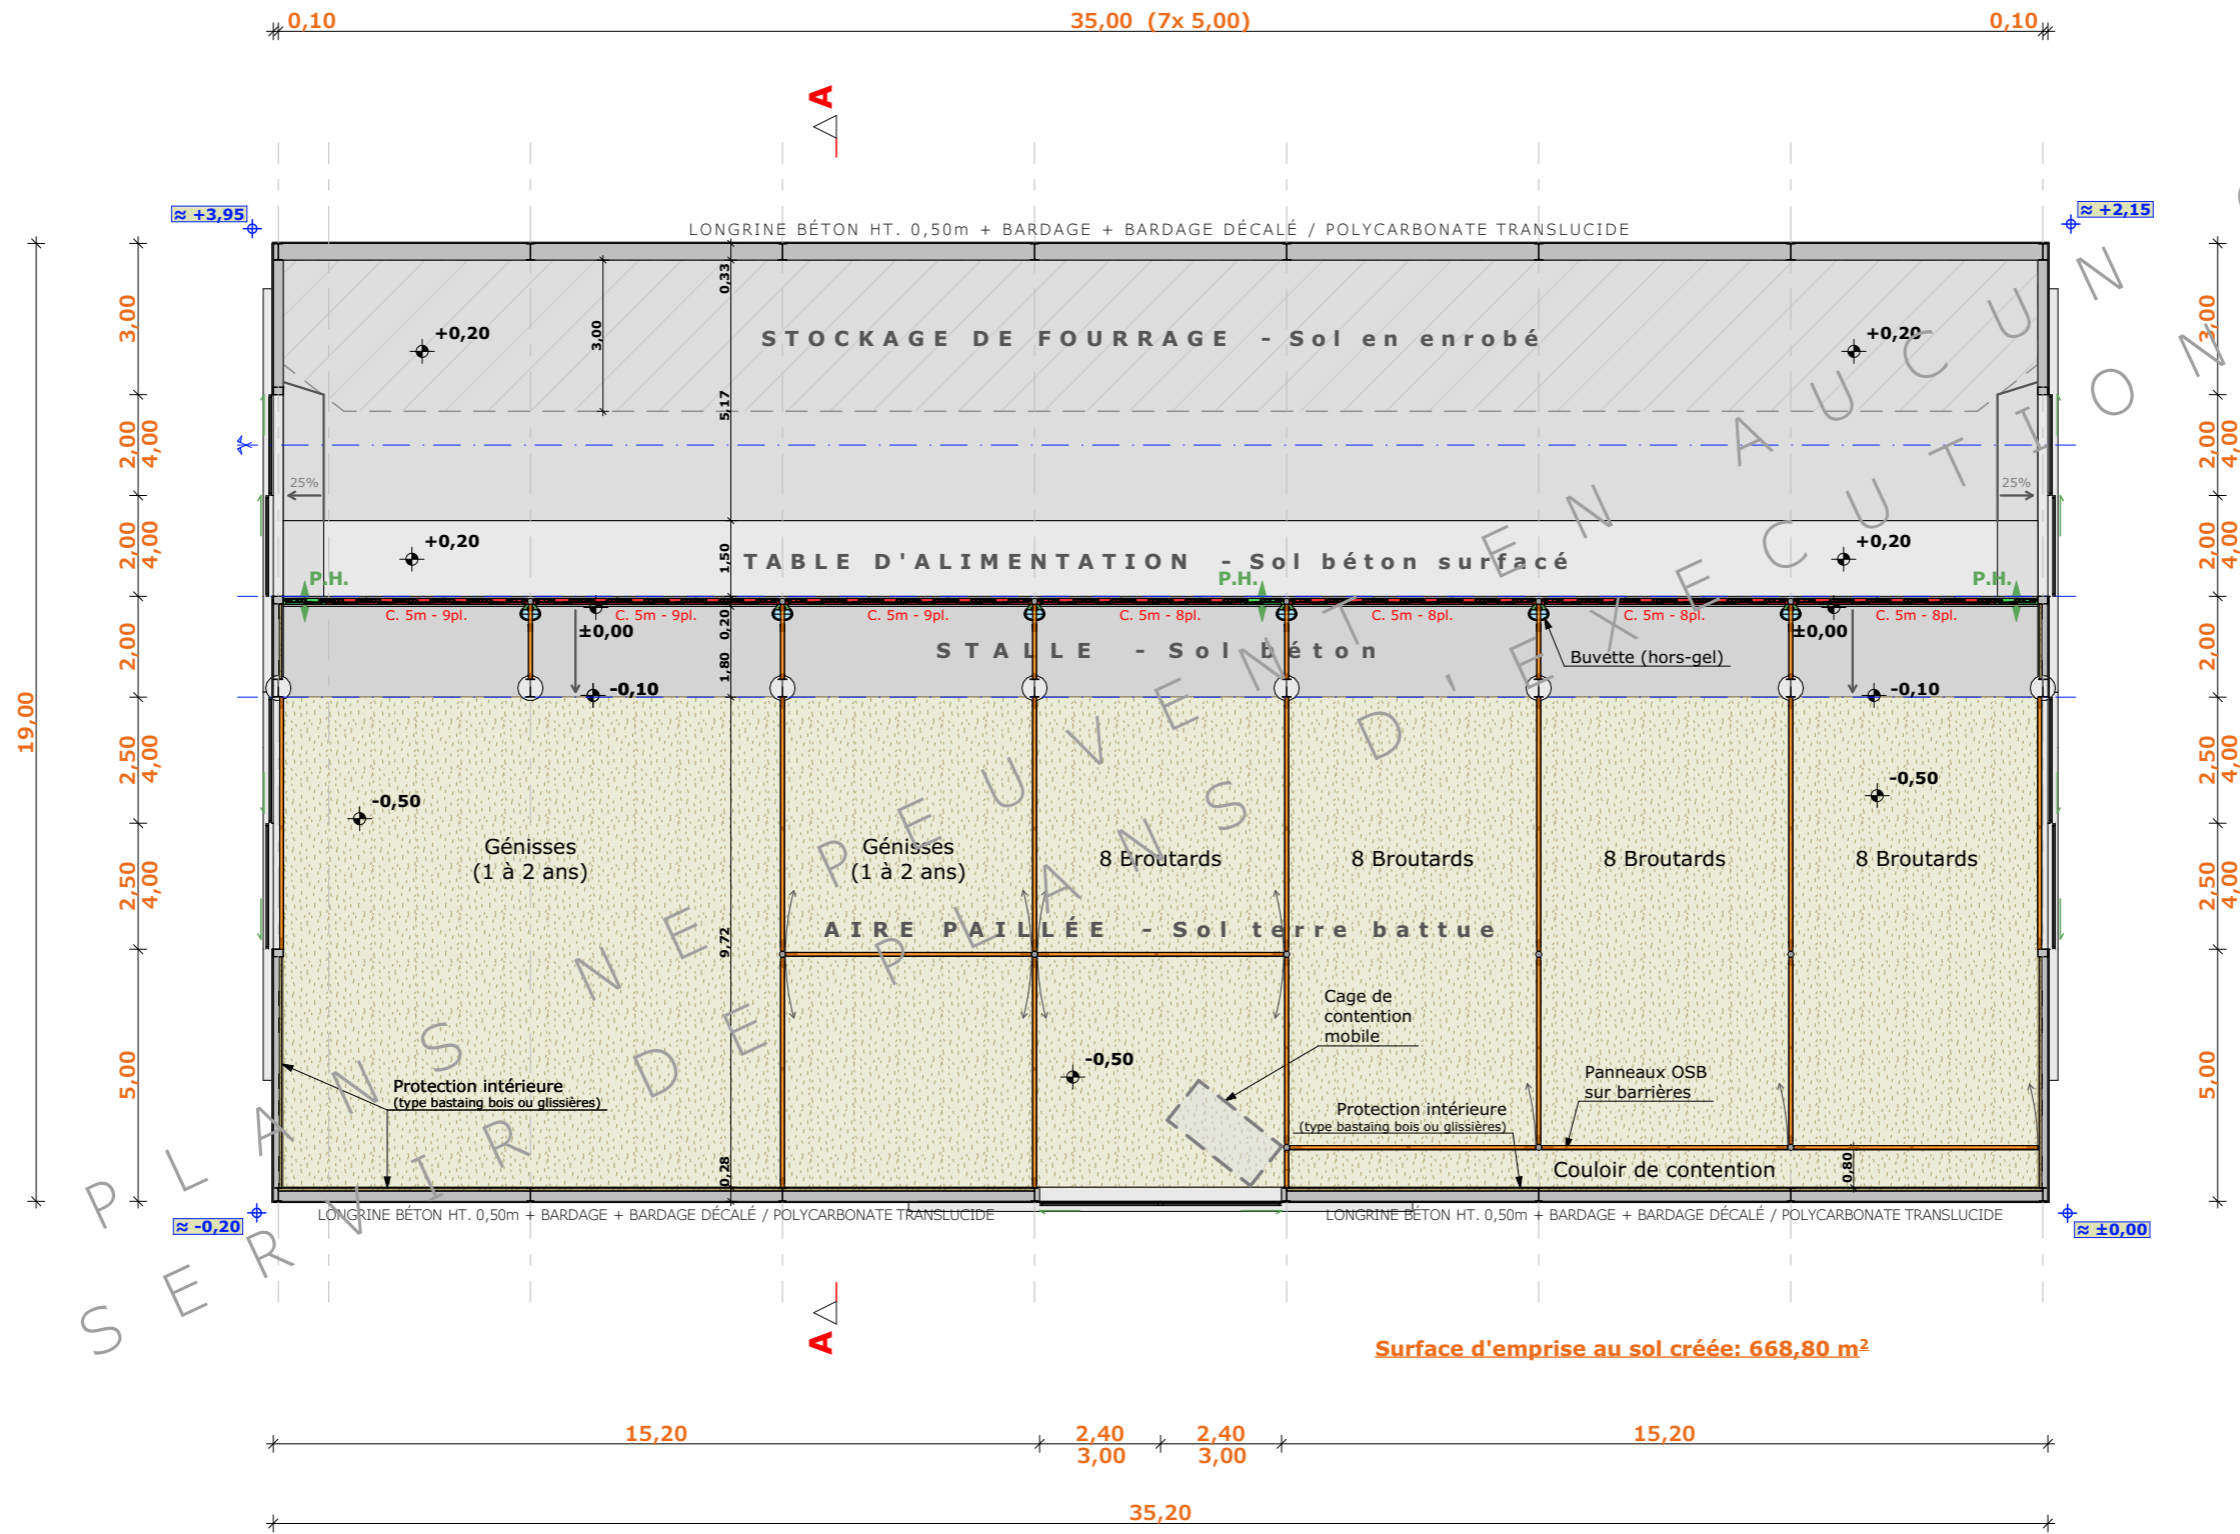 0,10
35,00 (7x 5,00)
0,10
A
≈ +3,95
≈ +2,15
LONGRINE BÉTON HT. 0,50m + BARDAGE + BARDAGE DÉCALÉ / POLYCARBONATE TRANSLUCIDE
0,33
3,00
3,00
3,00
+0,20
+0,20
STOCKAGE DE FOURRAGE - Sol en enrobé
5,17
2,00
4,00
2,00
4,00
25%
25%
2,00
4,00
2,00
4,00
+0,20
+0,20
1,50
TABLE D'ALIMENTATION - Sol béton surfacé
P.H.
P.H.
P.H.
C. 5m - 9pl.
C. 5m - 9pl.
C. 5m - 9pl.
C. 5m - 8pl.
C. 5m - 8pl.
C. 5m - 8pl.
C. 5m - 8pl.
0,20
±0,00
±0,00
2,00
2,00
STALLE - Sol béton
Buvette (hors-gel)
1,80
-0,10
-0,10
19,00
2,50
4,00
2,50
4,00
-0,50
-0,50
Génisses
(1 à 2 ans)
Génisses
(1 à 2 ans)
8 Broutards
8 Broutards
8 Broutards
8 Broutards
2,50
4,00
2,50
4,00
AIRE PAILLÉE - Sol terre battue
9,72
Cage de
contention
mobile
-0,50
5,00
5,00
Protection intérieure
(type bastaing bois ou glissières)
Panneaux OSB
sur barrières
Protection intérieure
(type bastaing bois ou glissières)
Couloir de contention
0,80
0,28
≈ -0,20
≈ ±0,00
LONGRINE BÉTON HT. 0,50m + BARDAGE + BARDAGE DÉCALÉ / POLYCARBONATE TRANSLUCIDE
LONGRINE BÉTON HT. 0,50m + BARDAGE + BARDAGE DÉCALÉ / POLYCARBONATE TRANSLUCIDE
PLANS NE PEUVENT EN AUCUN
SERVIR DE PLANS D'EXECUTION
A
Surface d'emprise au sol créée: 668,80 m²
15,20
2,40
3,00
2,40
3,00
15,20
35,20